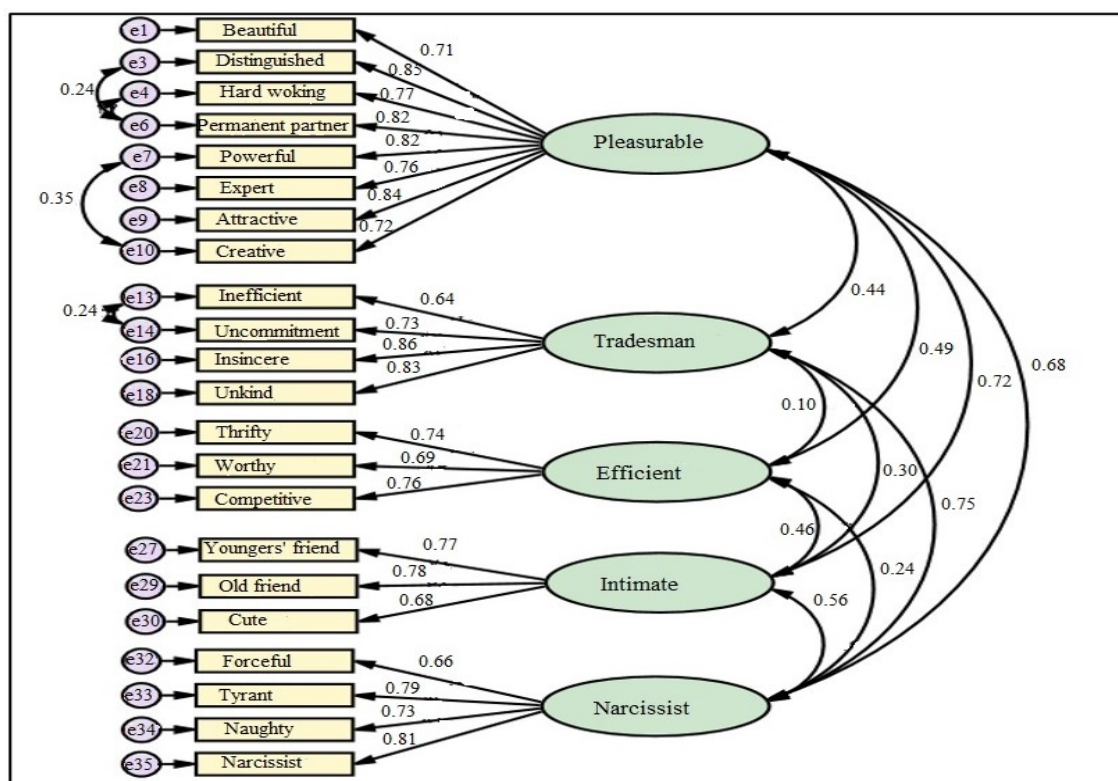 e1 Beautiful
0.71
e3 Distinguished
0.85
0.24
e4 Hard woking
0.77
e6 Permanent partner
0.82
Pleasurable
e7 Powerful
0.82
e8 Expert
0.76
0.35
e9 Attractive
0.84
e10 Creative
0.72
e13 Inefficient
0.64
0.44
0.24
e14 Uncommitment
0.73
Tradesman
0.49
0.72
0.68
e16 Insincere
0.86
e18 Unkind
0.83
0.10
e20 Thrifty
0.74
e21 Worthy
0.69
Efficient
0.30
e23 Competitive
0.76
0.75
0.46
e27 Youngers' friend
0.77
0.24
e29 Old friend
0.78
Intimate
0.56
e30 Cute
0.68
e32 Forceful
0.66
e33 Tyrant
0.79
Narcissist
e34 Naughty
0.73
e35 Narcissist
0.81